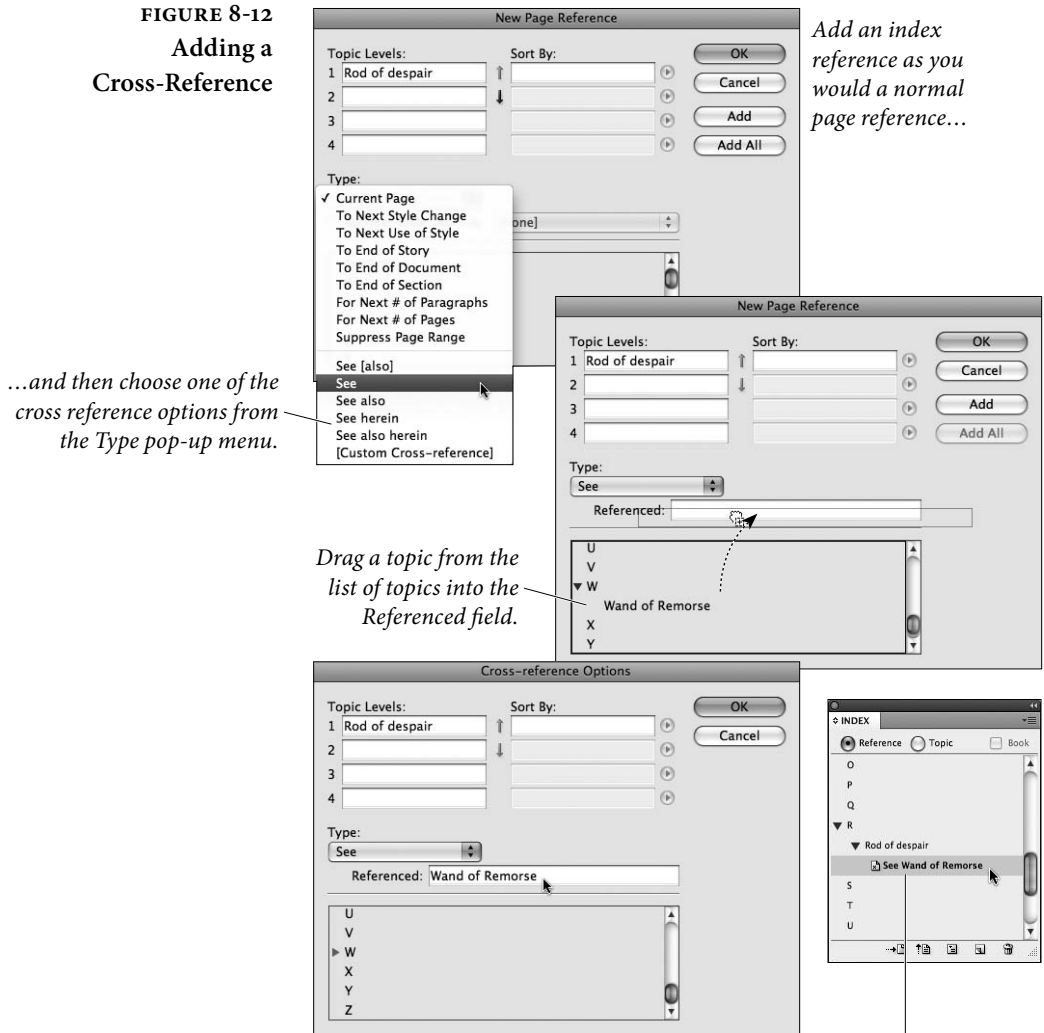 FIGURE 8-12
Adding a
Cross-Reference
New Page Reference
Topic Levels:
Sort By:
1 Rod of despair
2
3
4
OK
Cancel
Add
Add All
Type:
✓ Current Page
To Next Style Change
To Next Use of Style
To End of Story
To End of Document
To End of Section
For Next # of Paragraphs
For Next # of Pages
Suppress Page Range
See [also]
See
See also
See herein
See also herein
[Custom Cross-reference]
one]
Add an index
reference as you
would a normal
page reference…
…and then choose one of the
cross reference options from
the Type pop-up menu.
New Page Reference
Topic Levels:
Sort By:
1 Rod of despair
2
3
4
OK
Cancel
Add
Add All
Type:
See
Referenced:
U
V
W
Wand of Remorse
X
Y
Drag a topic from the
list of topics into the
Referenced field.
Cross-reference Options
Topic Levels:
Sort By:
1 Rod of despair
2
3
4
OK
Cancel
Type:
See
Referenced: Wand of Remorse
U
V
W
X
Y
Z
INDEX
Reference Topic Book
O
P
Q
R
Rod of despair
See Wand of Remorse
S
T
U